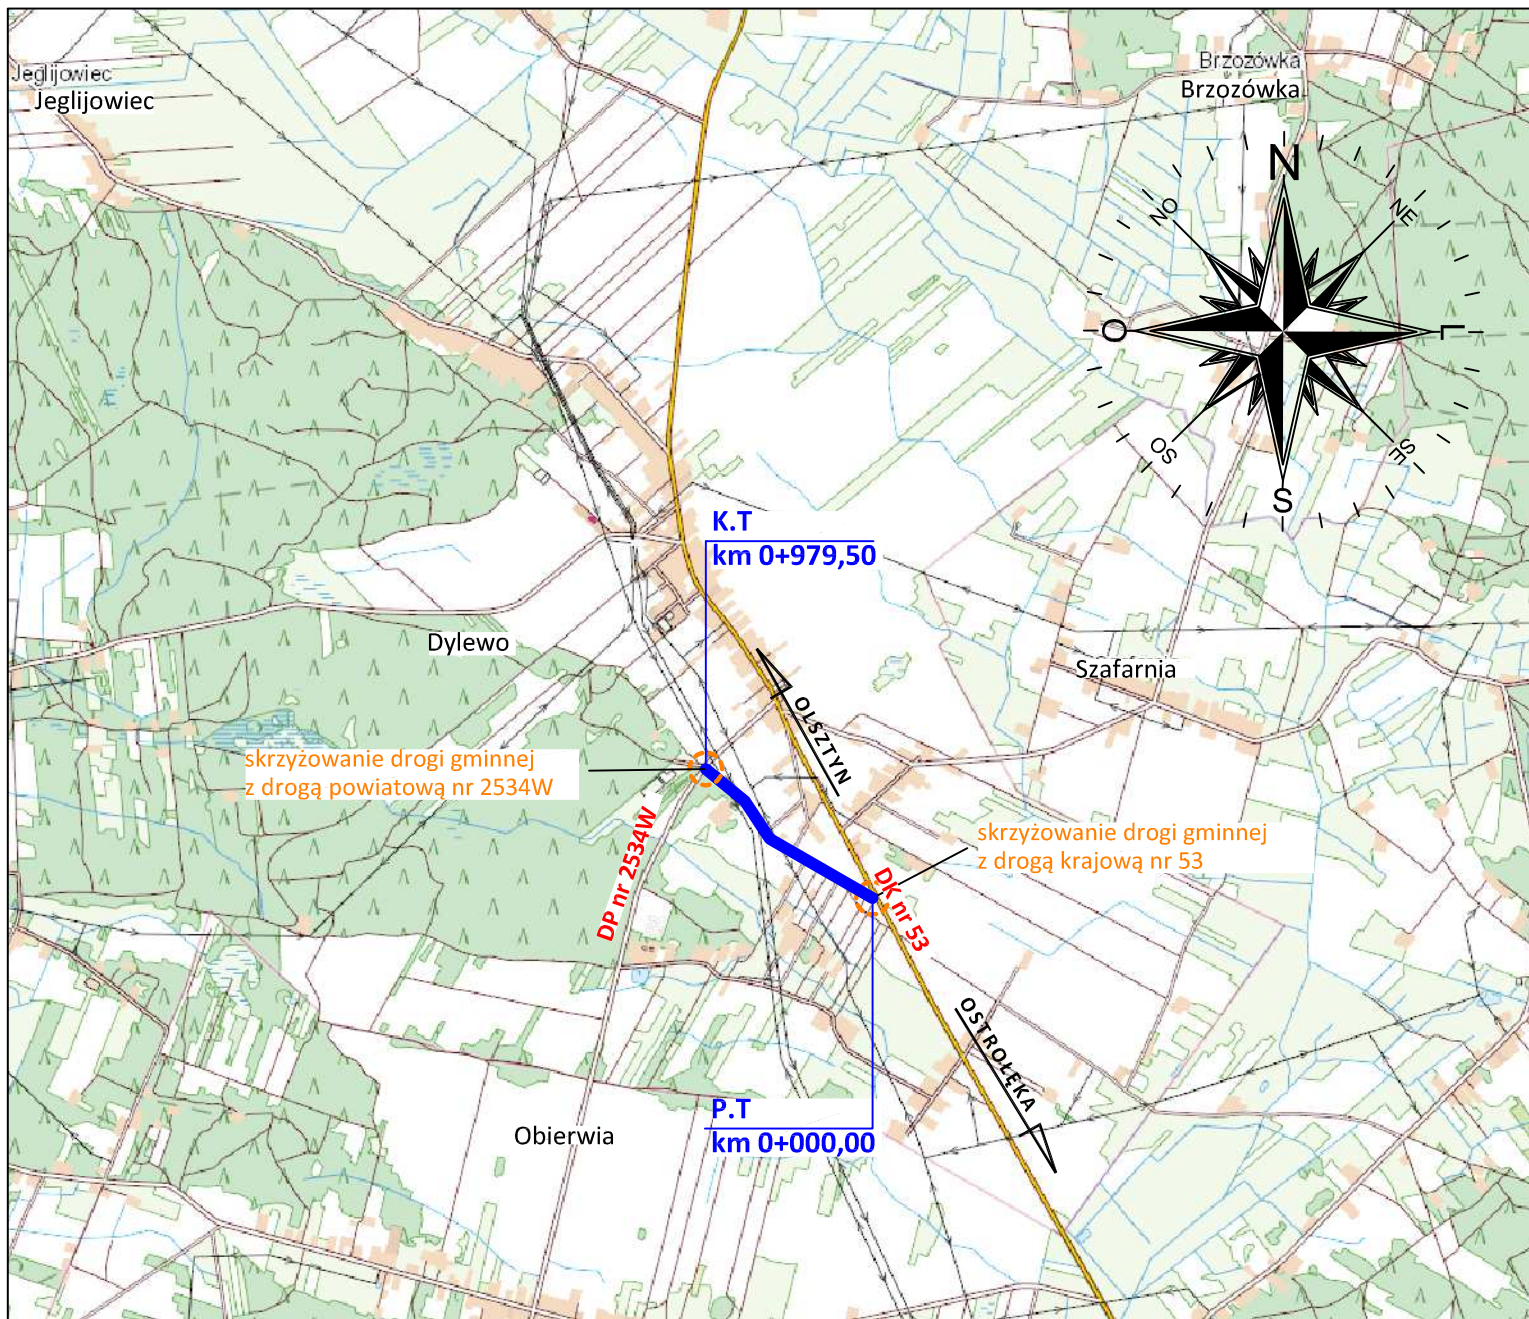 Jeglijowiec
Jeglijowiec
Brzozówka
Brzozówka
N
NO
NE
O
L
SO
SE
S
K.T
km 0+979,50
Dylewo
Szafarnia
OLSZTYN
skrzyżowanie drogi gminnej
z drogą powiatową nr 2534W
DP nr 2534W
skrzyżowanie drogi gminnej
z drogą krajową nr 53
DK nr 53
OSTROŁĘKA
P.T
km 0+000,00
Obierwia